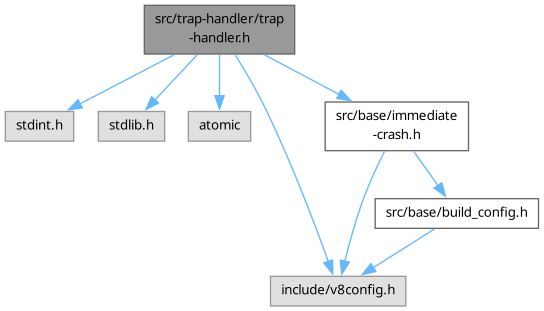 src/trap-handler/trap
-handler.h
stdint.h
stdlib.h
atomic
src/base/immediate
-crash.h
src/base/build_config.h
include/v8config.h